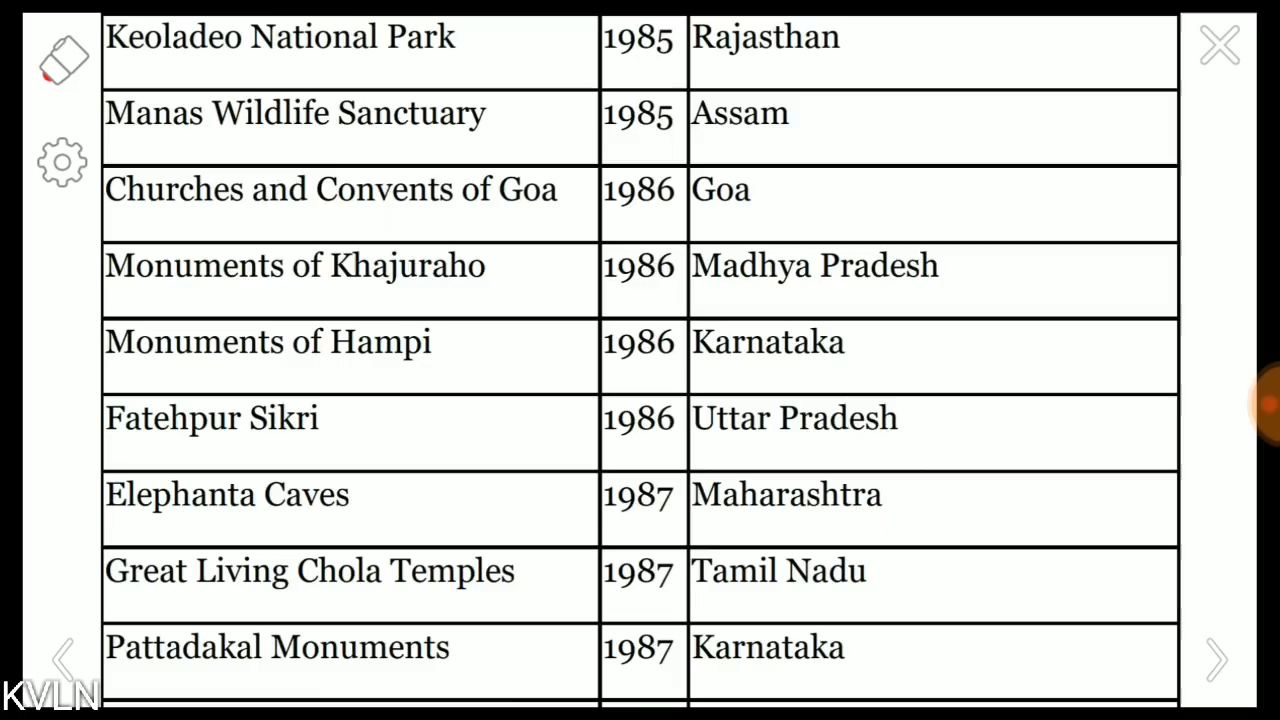 Keoladeo National Park 1985 Rajasthan
Manas Wildlife Sanctuary 1985 Assam
Churches and Convents of Goa 1986 Goa
Monuments of Khajuraho 1986 Madhya Pradesh
Monuments of Hampi 1986 Karnataka
Fatehpur Sikri 1986 Uttar Pradesh
Elephanta Caves 1987 Maharashtra
Great Living Chola Temples 1987 Tamil Nadu
Pattadakal Monuments 1987 Karnataka
KVLN